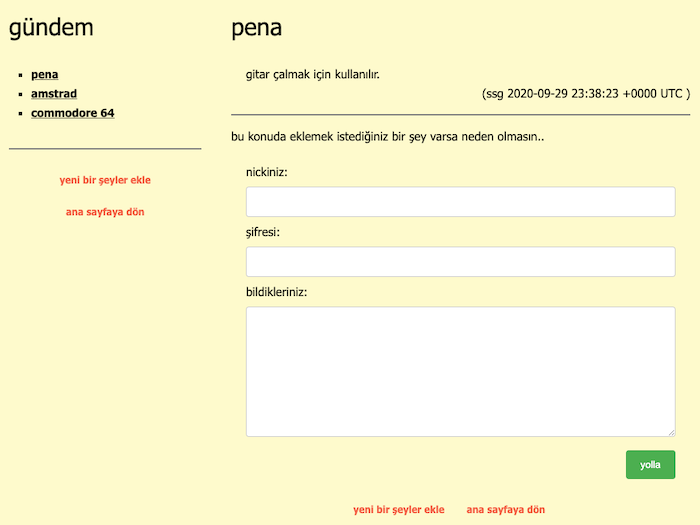 gündem
pena
amstrad
commodore 64
yeni bir şeyler ekle
ana sayfaya dön
pena
gitar çalmak için kullanılır.
(ssg 2020-09-29 23:38:23 +0000 UTC )
bu konuda eklemek istediğiniz bir şey varsa neden olmasın..
nickiniz:
şifresi:
bildikleriniz:
yolla
yeni bir şeyler ekle ana sayfaya dön